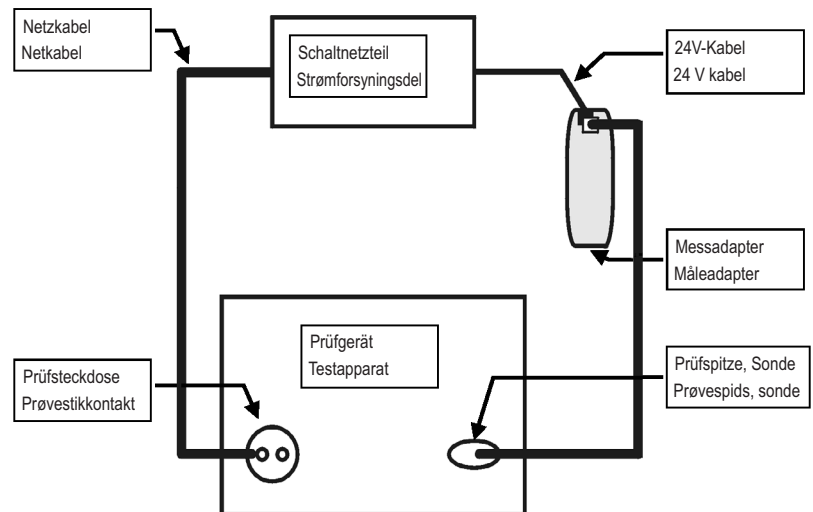 Netzkabel
Netkabel
Schaltnetzteil
Strømforsyningsdel
24V-Kabel
24 V kabel
Messadapter
Måleadapter
Prüfgerät
Testapparat
Prüfsteckdose
Prøvestikkontakt
Prüfspitze, Sonde
Prøvespids, sonde